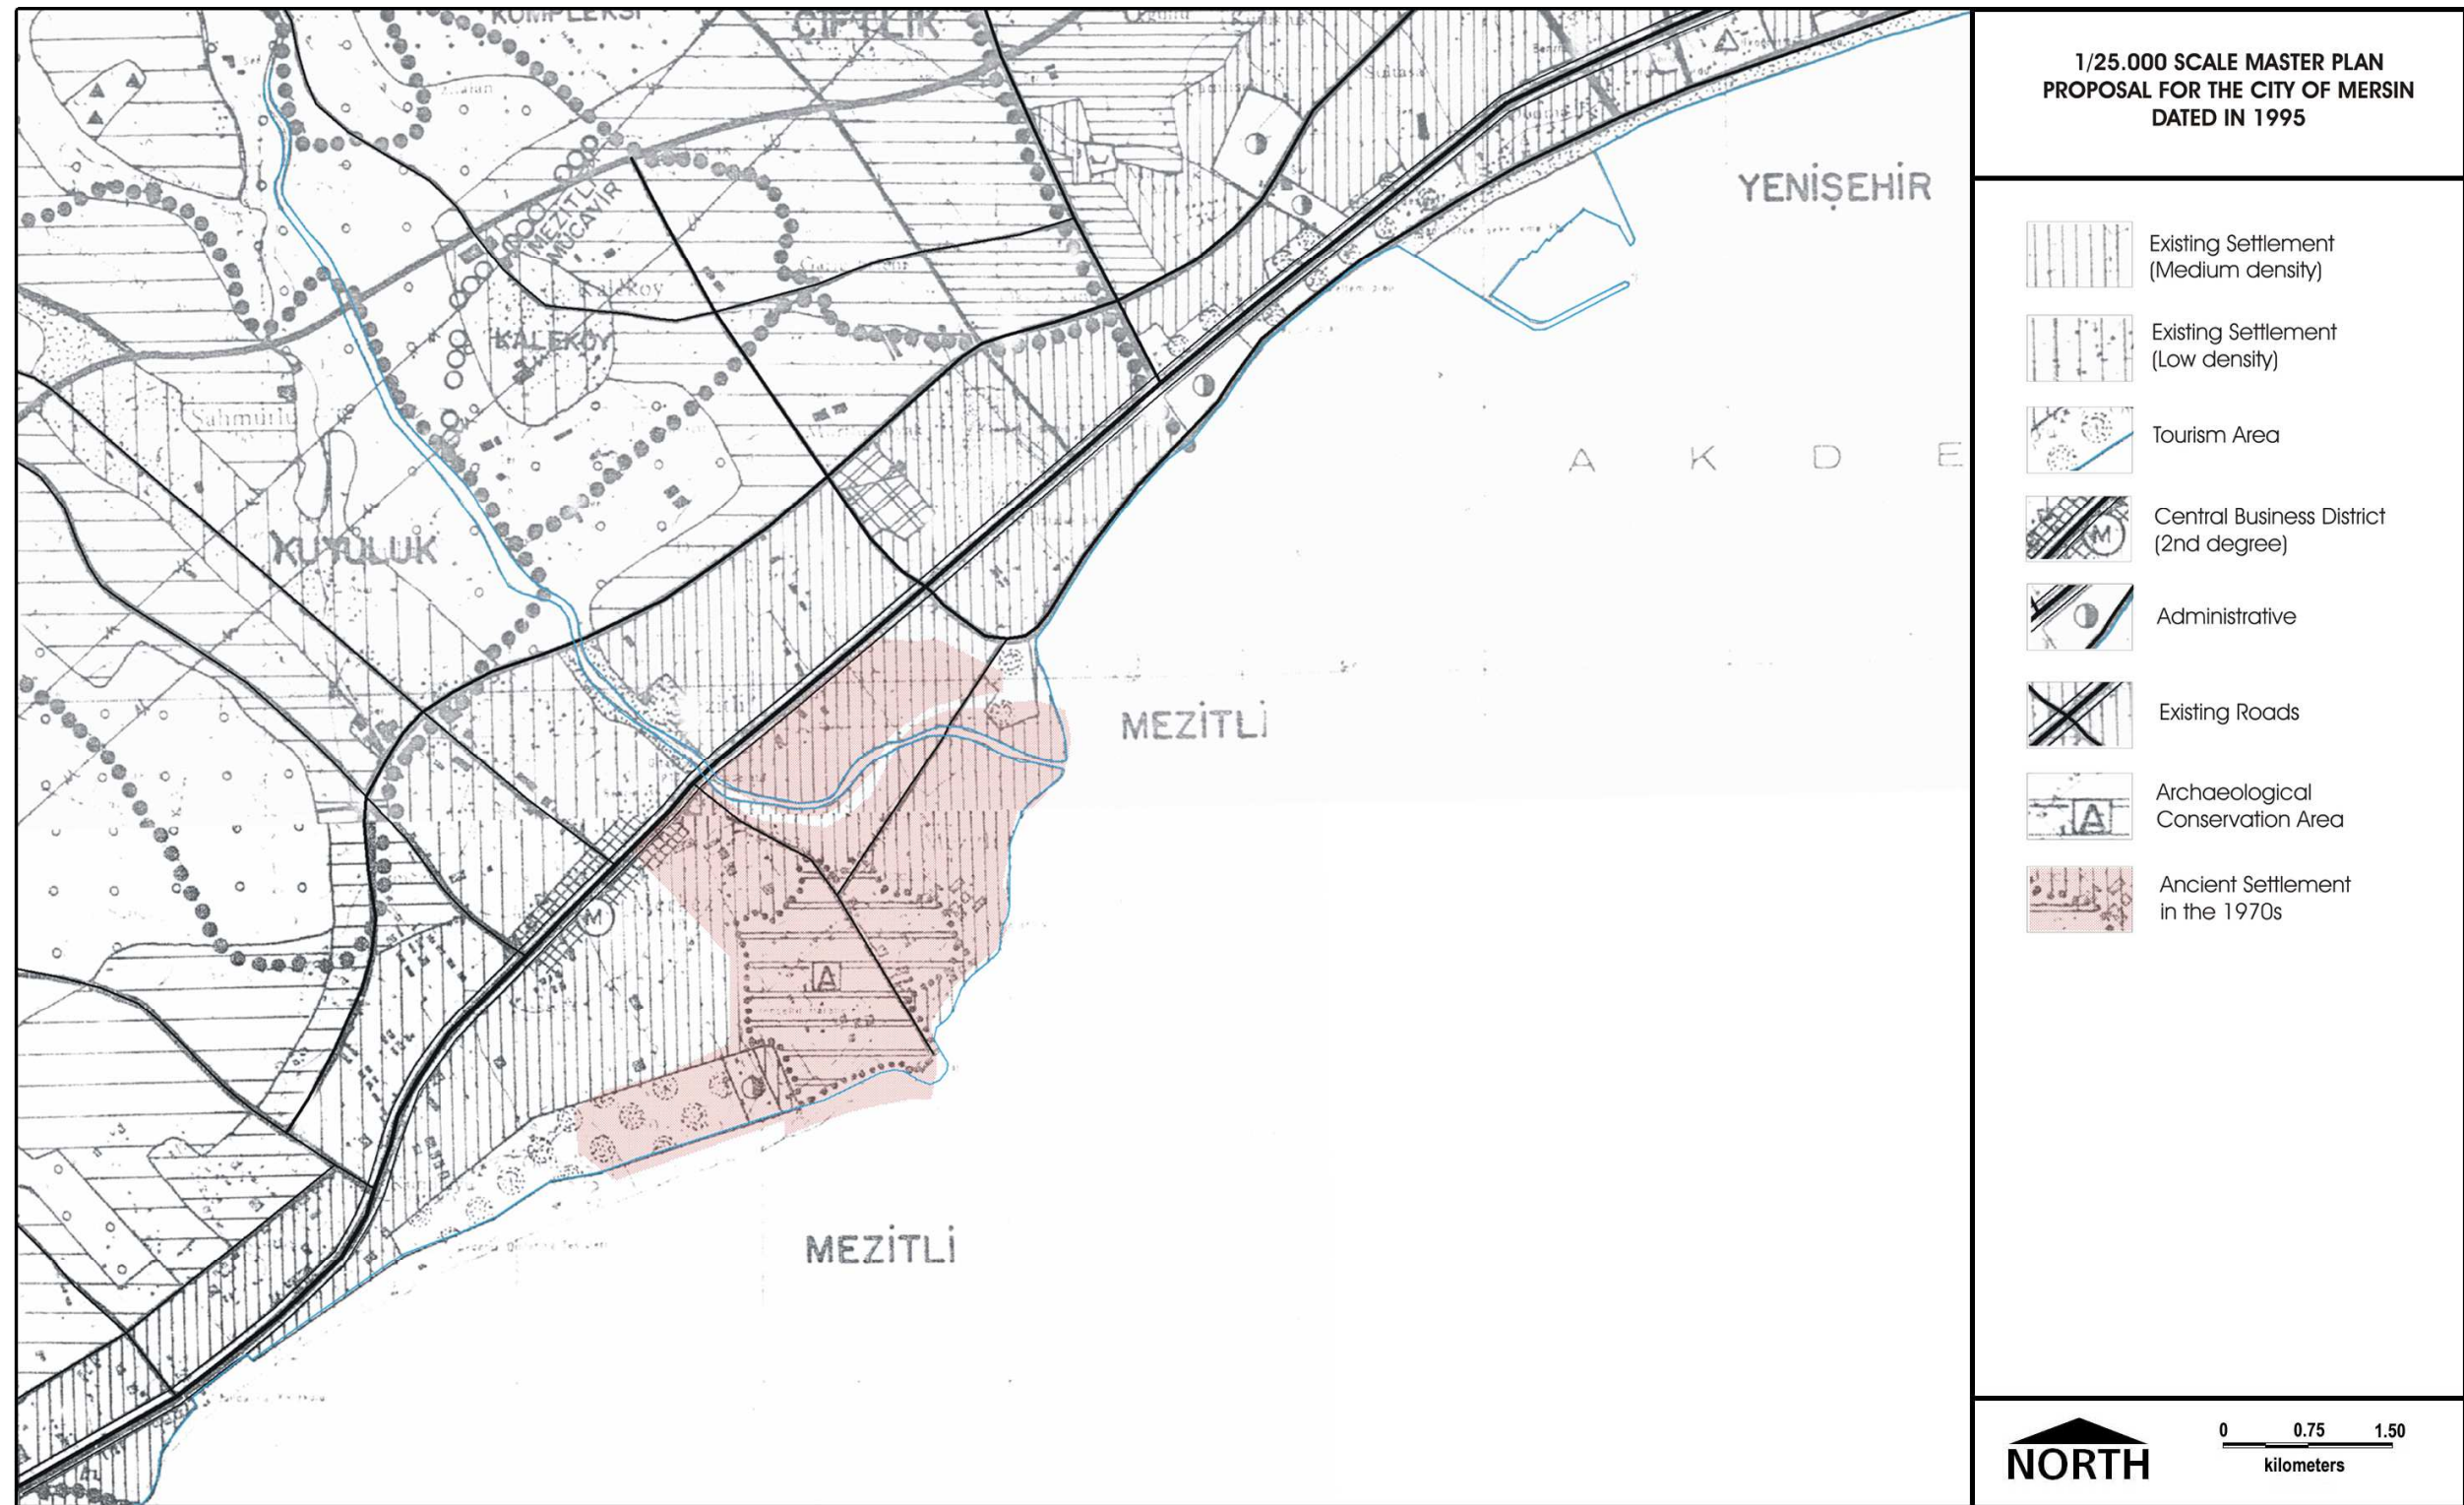 KOMPLEKSİ
ÇİFTLİK
MEZİTLİ
MÜCAVİR
Kaleköy
KALEKÖY
KUYULUK
YENİŞEHİR
A K D E
MEZİTLİ
M
A
MEZİTLİ
1/25.000 SCALE MASTER PLAN
PROPOSAL FOR THE CITY OF MERSIN
DATED IN 1995
Existing Settlement
(Medium density)
Existing Settlement
(Low density)
Tourism Area
M
Central Business District
(2nd degree)
Administrative
Existing Roads
A
Archaeological
Conservation Area
Ancient Settlement
in the 1970s
NORTH
0 0.75 1.50
kilometers